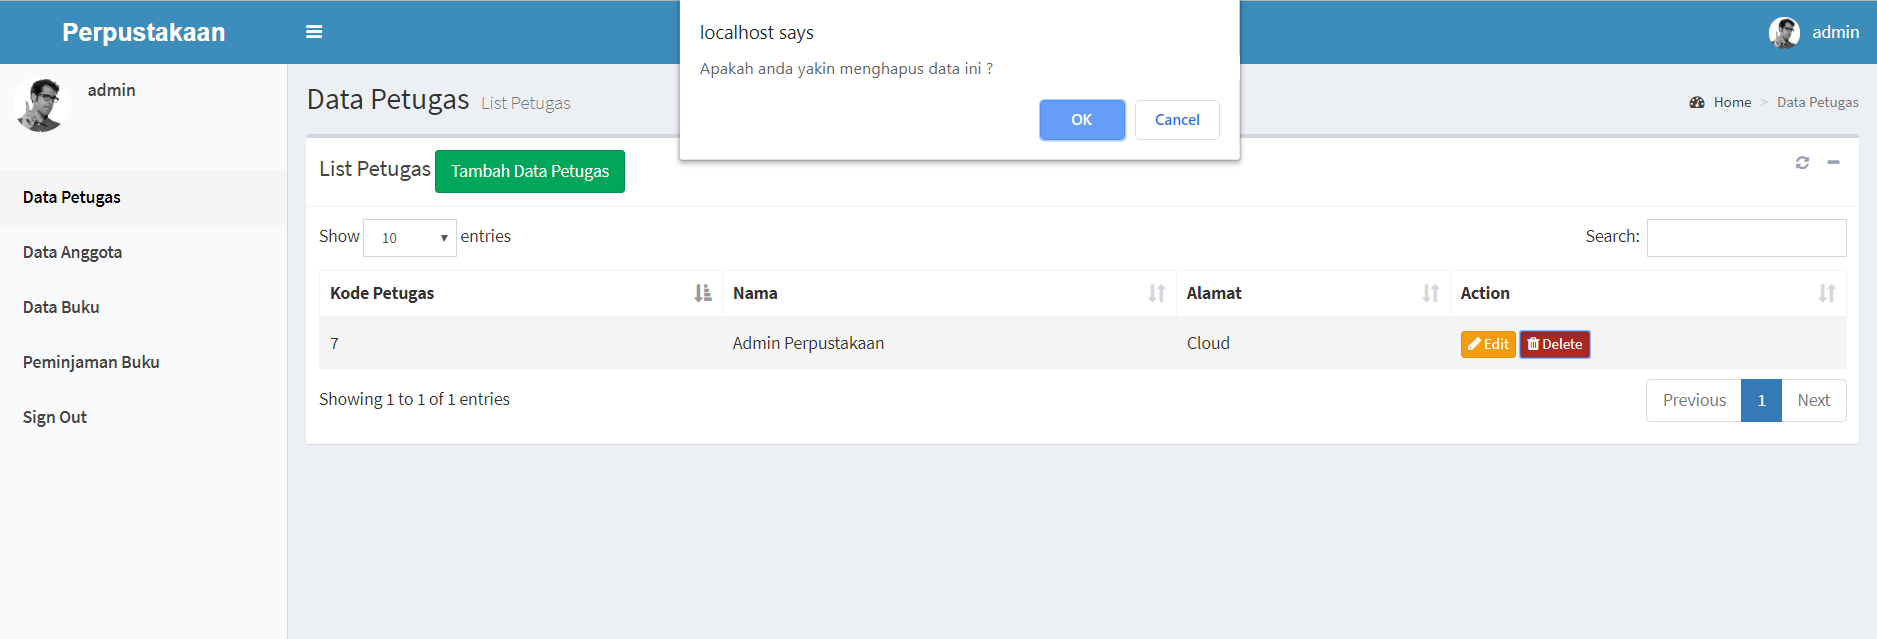 Perpustakaan
admin
localhost says
Apakah anda yakin menghapus data ini ?
OK Cancel
admin
Data Petugas
Data Anggota
Data Buku
Peminjaman Buku
Sign Out
Data Petugas List Petugas
Home > Data Petugas
List Petugas Tambah Data Petugas
Show 10 entries
Search:
Kode Petugas Nama Alamat Action
7 Admin Perpustakaan Cloud Edit Delete
Showing 1 to 1 of 1 entries
Previous 1 Next